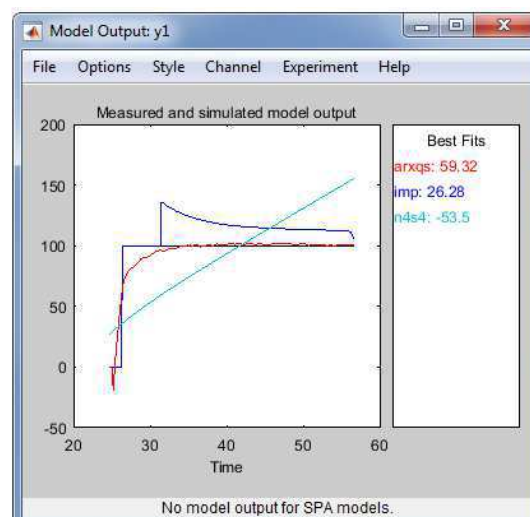 Model Output: y1
File Options Style Channel Experiment Help
Measured and simulated model output
200
150
100
50
0
-50
20 30 40 50 60
Time
Best Fits
arxqs: 59.32
imp: 26.28
n4s4: -53.5
No model output for SPA models.